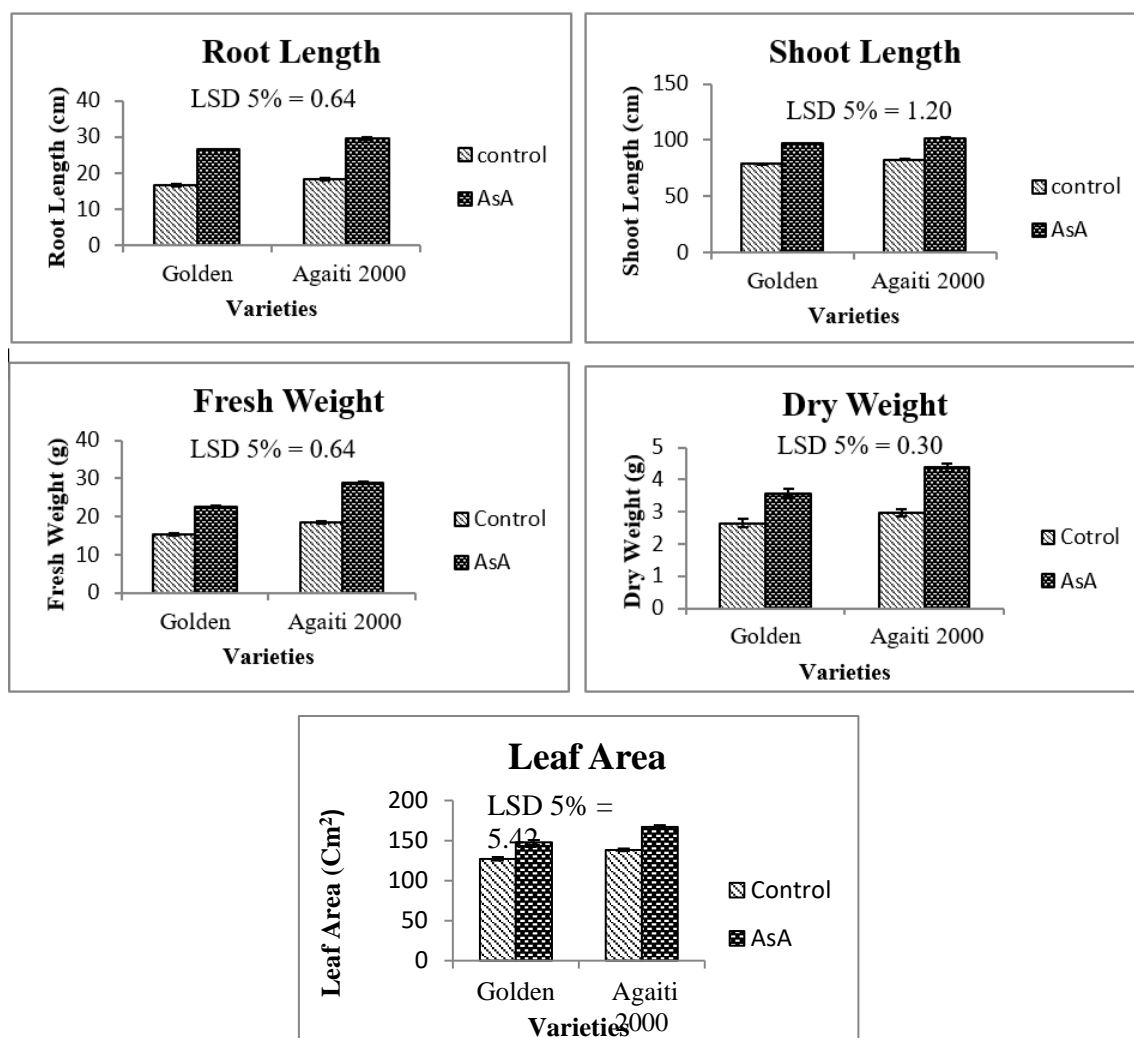 Root Length
LSD 5% = 0.64
Root Length (cm)
40
30
20
10
0
Golden
Agaiti 2000
Varieties
control
AsA
Shoot Length
LSD 5% = 1.20
Shoot Length (cm)
150
100
50
0
Golden
Agaiti 2000
Varieties
control
AsA
Fresh Weight
LSD 5% = 0.64
Fresh Weight (g)
40
30
20
10
0
Golden
Agaiti 2000
Varieties
Control
AsA
Dry Weight
LSD 5% = 0.30
Dry Weight (g)
5
4
3
2
1
0
Golden
Agaiti 2000
Varieties
Cotrol
AsA
Leaf Area
LSD 5% =
5.42
Leaf Area (Cm²)
200
150
100
50
0
Golden
Agaiti
2000
Varieties
Control
AsA